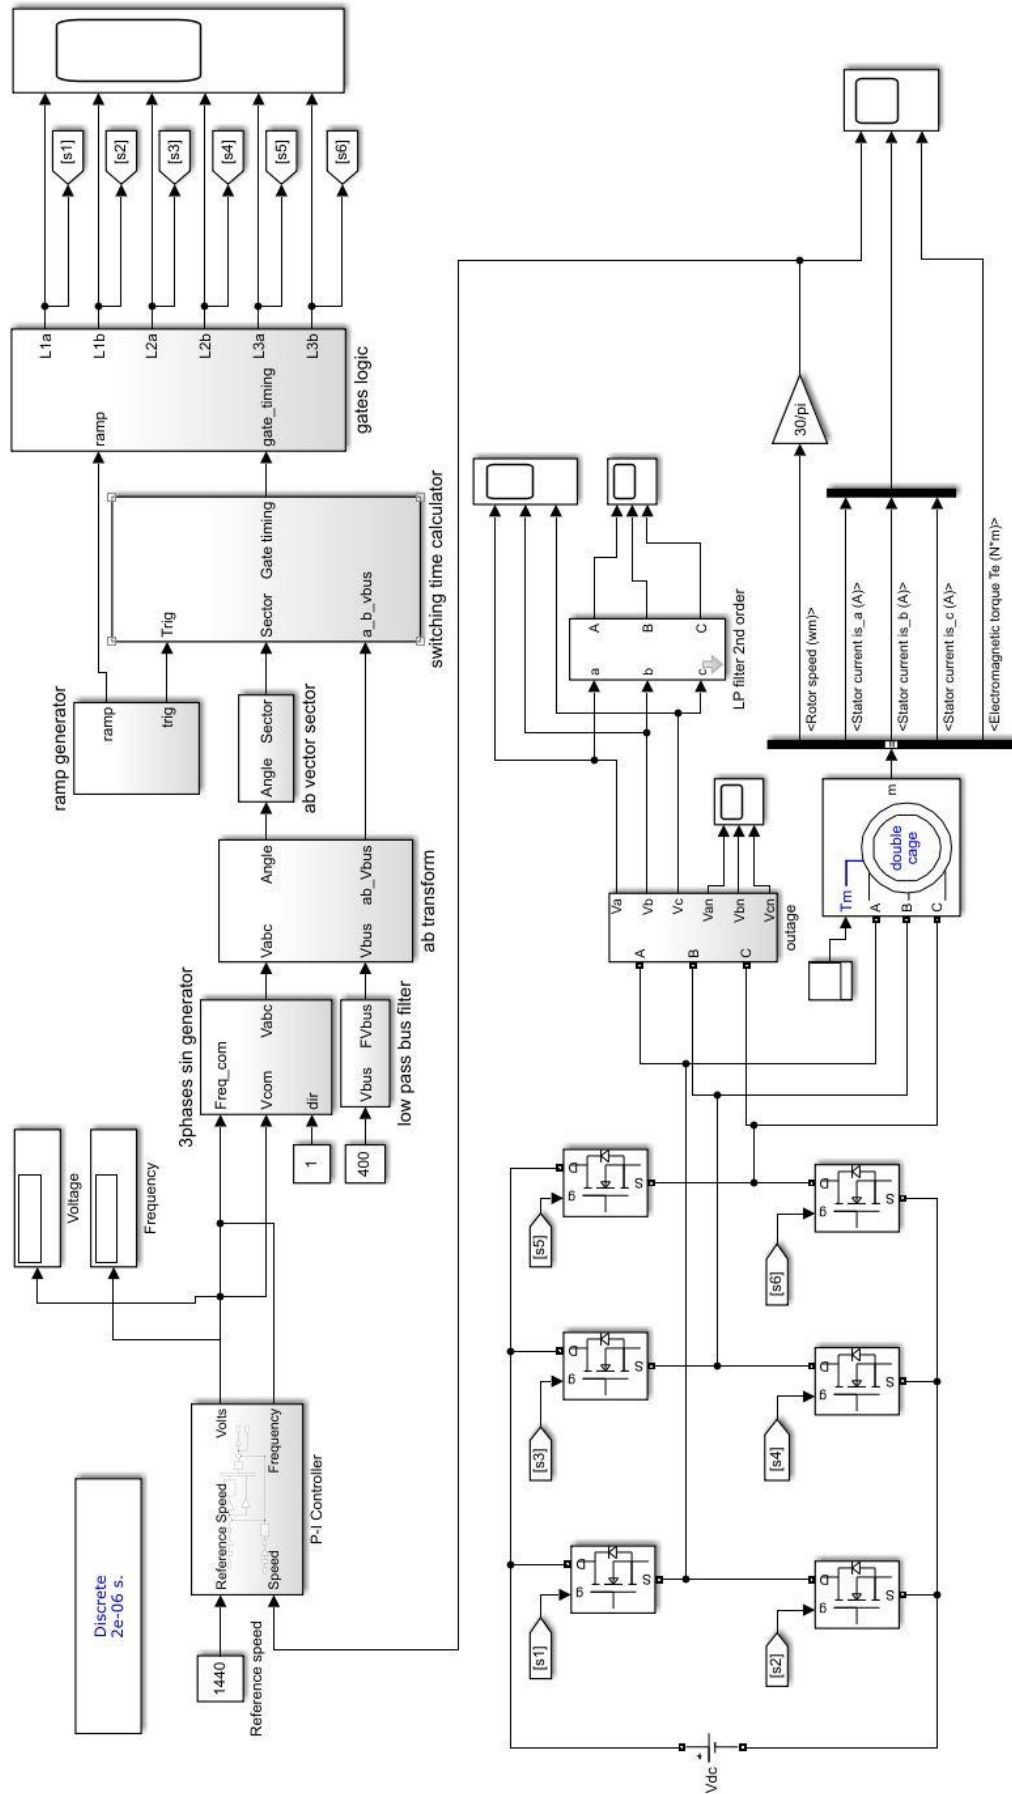 Discrete
2e-06 s.
1440
Reference speed
Reference Speed
Speed
Volts
Frequency
P-I Controller
Voltage
Frequency
1
400
Freq_com
Vcom
dir
Vabc
3phases sin generator
Vbus
FVbus
low pass bus filter
Vabc
Vbus
Angle
ab_Vbus
ab transform
Angle
Sector
ab vector sector
ramp
trig
ramp generator
Trig
Sector
a_b_vbus
Gate timing
switching time calculator
ramp
gate_timing
L1a
L1b
L2a
L2b
L3a
L3b
gates logic
[s1]
[s2]
[s3]
[s4]
[s5]
[s6]
Vdc
+
[s1]
g
D
S
[s3]
g
D
S
[s5]
g
D
S
[s2]
g
D
S
[s4]
g
D
S
[s6]
g
D
S
A
B
C
Va
Vb
Vc
Van
Vbn
Vcn
outage
a
b
c
A
B
C
LP filter 2nd order
Tm
A
B
C
m
double
cage
<Rotor speed (wm)>
<Stator current is_a (A)>
<Stator current is_b (A)>
<Stator current is_c (A)>
<Electromagnetic torque Te (N*m)>
30/pi